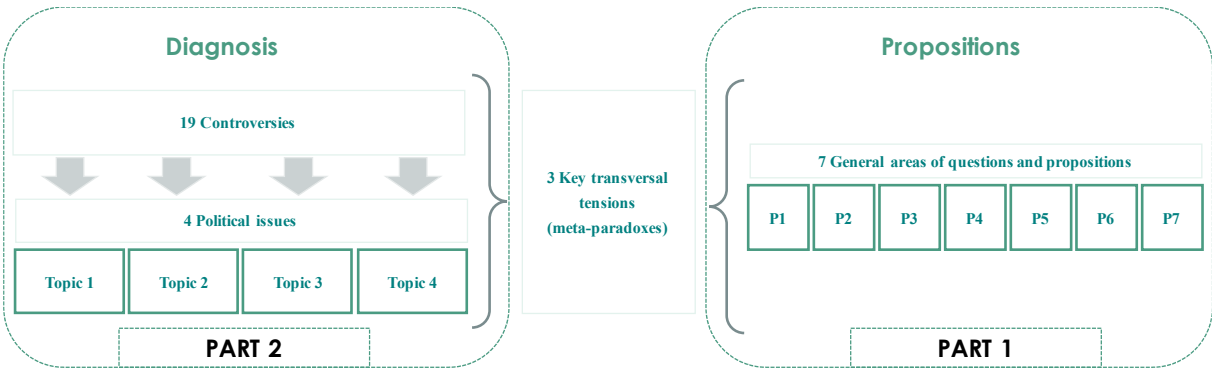 Diagnosis
19 Controversies
4 Political issues
Topic 1
Topic 2
Topic 3
Topic 4
PART 2
3 Key transversal
tensions
(meta-paradoxes)
Propositions
7 General areas of questions and propositions
P1
P2
P3
P4
P5
P6
P7
PART 1